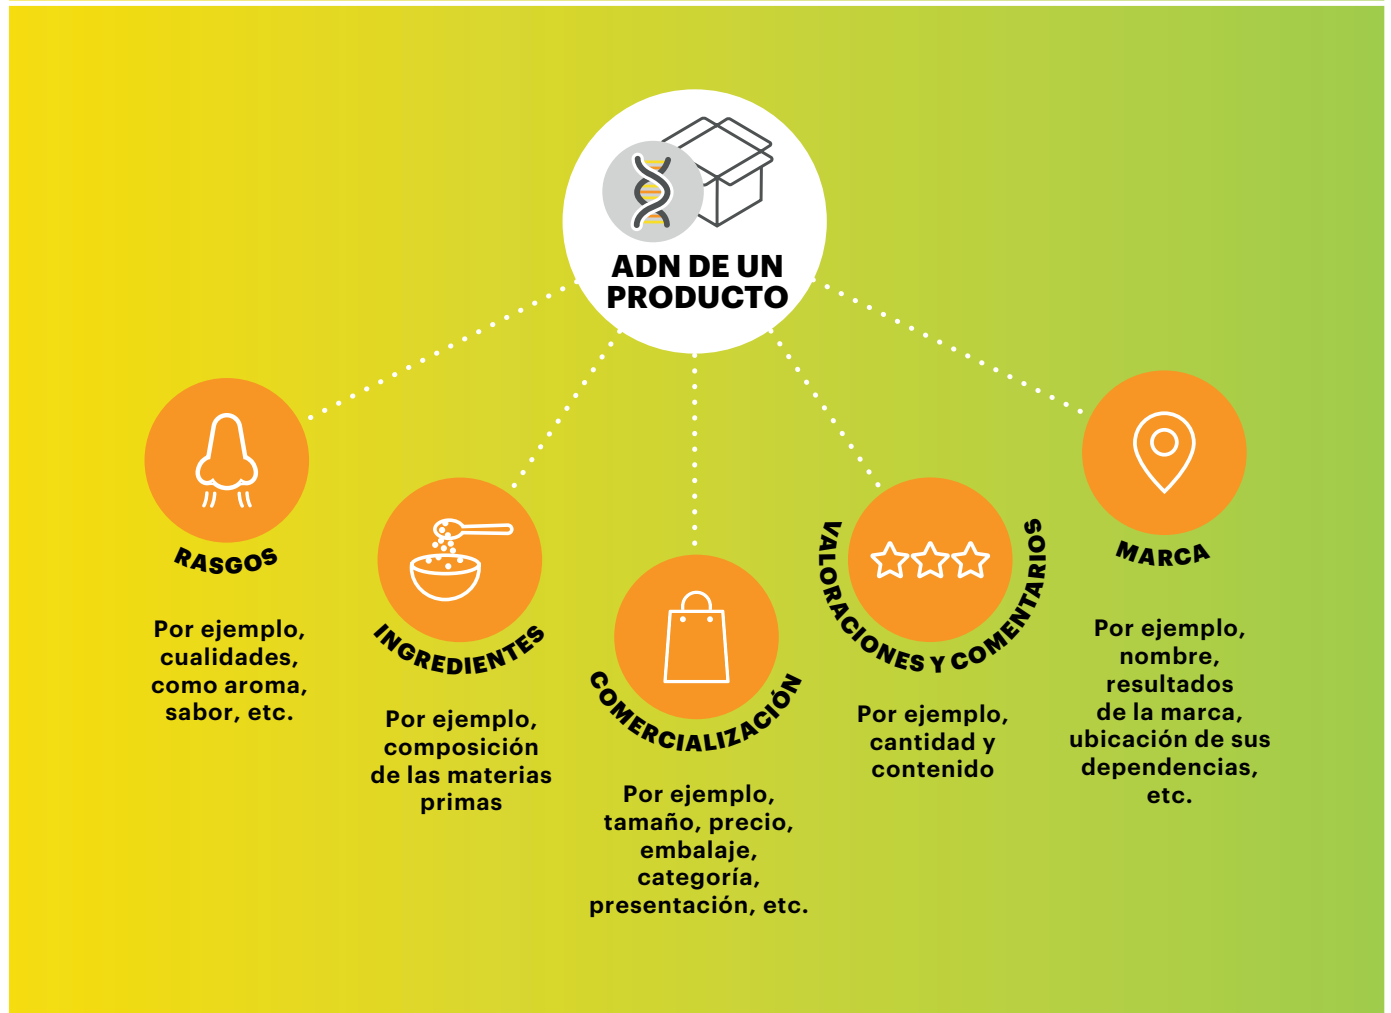 ADN DE UN
PRODUCTO
RASGOS
Por ejemplo,
cualidades,
como aroma,
sabor, etc.
INGREDIENTES
Por ejemplo,
composición
de las materias
primas
COMERCIALIZACIÓN
Por ejemplo,
tamaño, precio,
embalaje,
categoría,
presentación, etc.
VALORACIONES Y COMENTARIOS
Por ejemplo,
cantidad y
contenido
MARCA
Por ejemplo,
nombre,
resultados
de la marca,
ubicación de sus
dependencias,
etc.